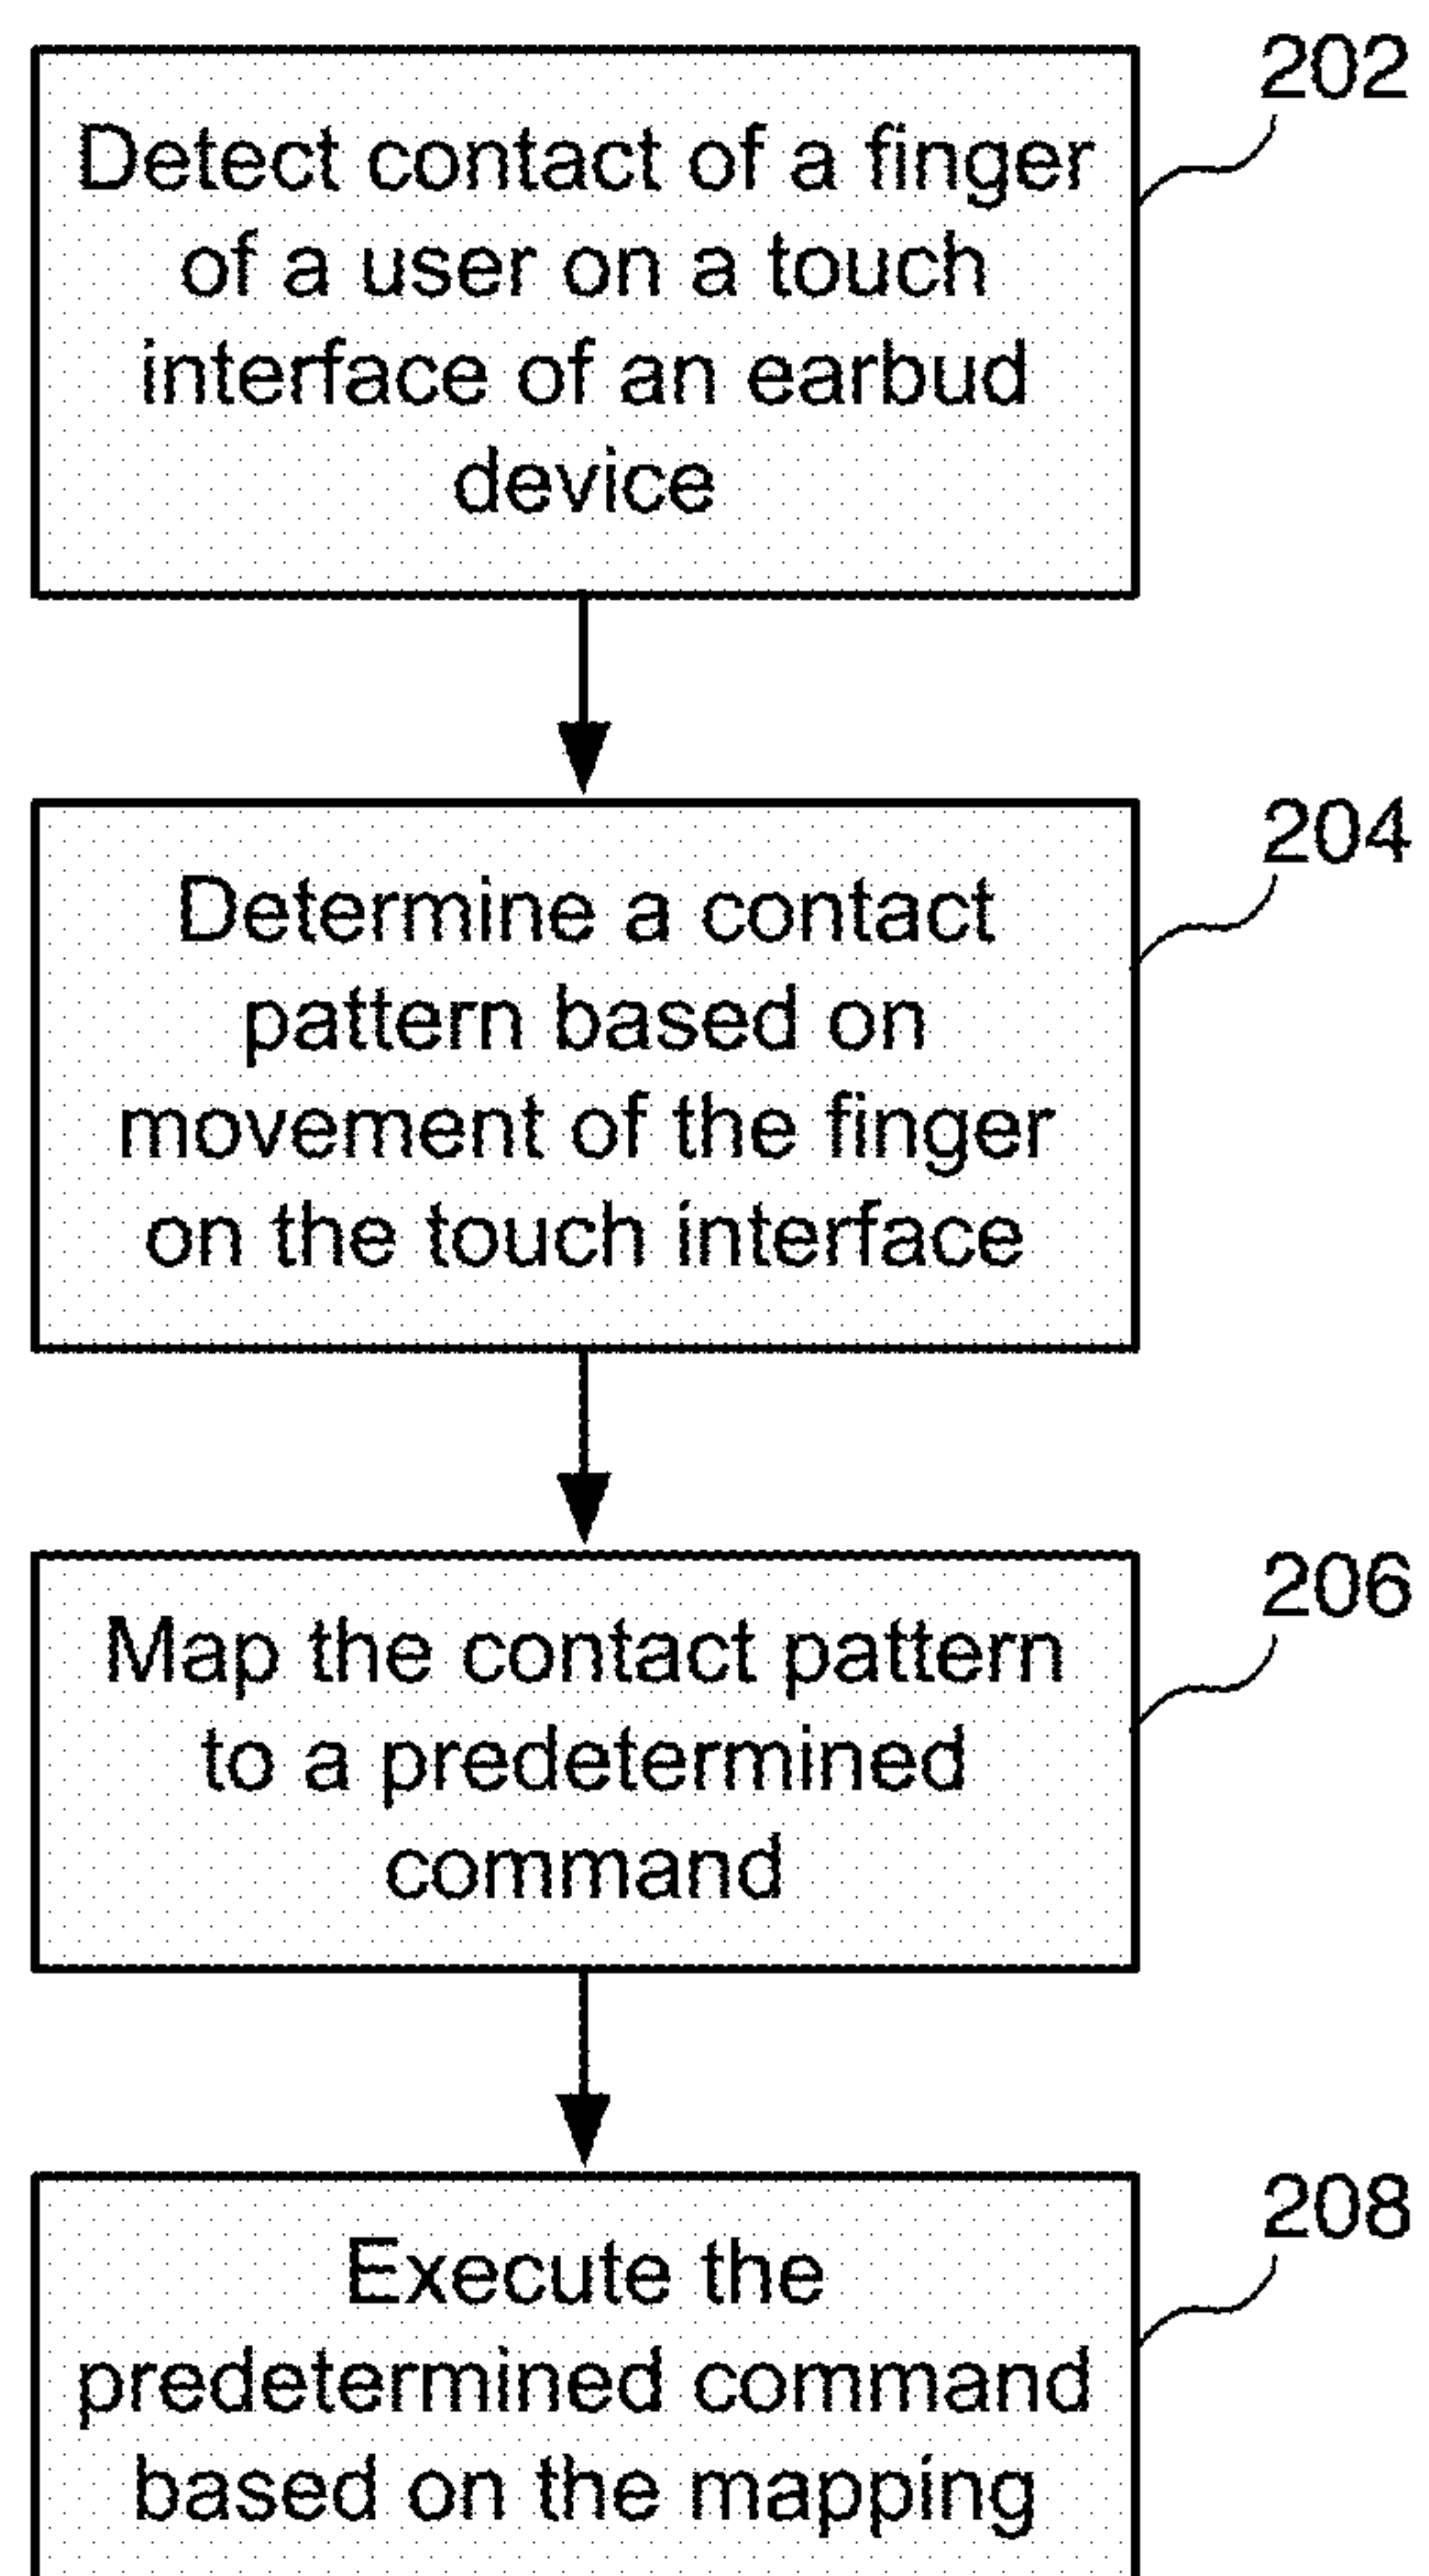 202
Detect contact of a finger
of a user on a touch
interface of an earbud
device
204
Determine a contact
pattern based on
movement of the finger
on the touch interface
206
Map the contact pattern
to a predetermined
command
208
Execute the
predetermined command
based on the mapping